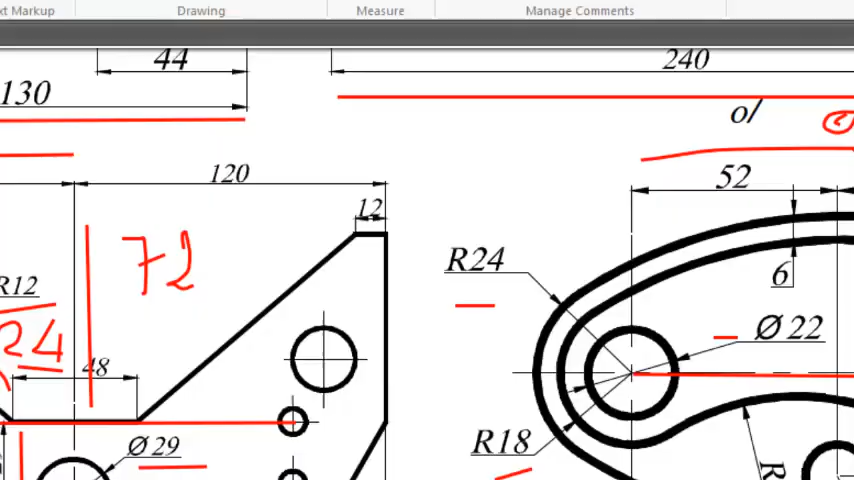 xt Markup Drawing Measure Manage Comments
44 240
130
o/
120 52
12
72
R24
R12 6
24 Ø 22
48
R18
Ø 29
R